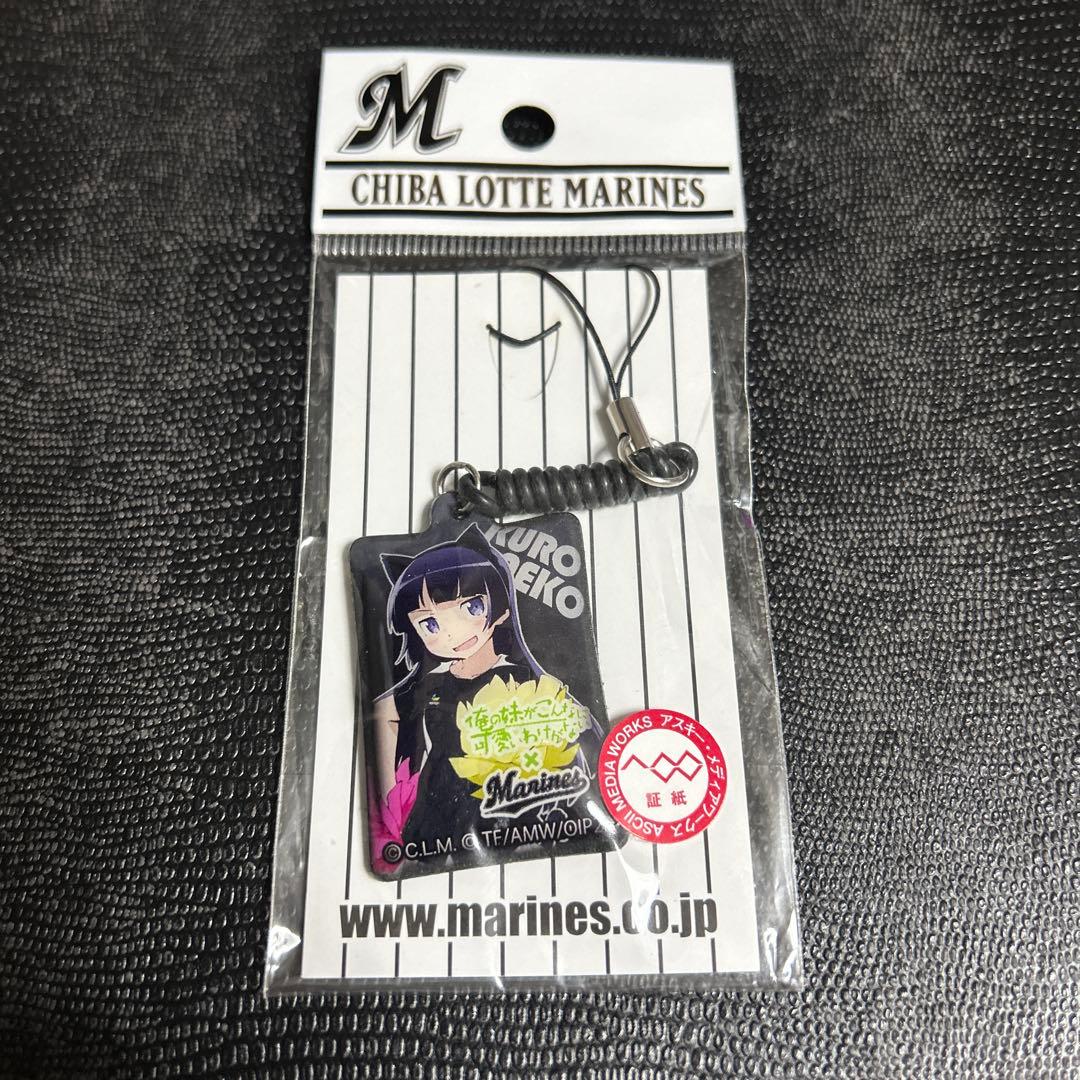 M
CHIBA LOTTE MARINES
KURO
NEKO
俺の妹がこんなに
可愛いわけがない
×
Marines
©C.L.M. © TF/AMW/OIP
ASCII MEDIA WORKS アスキー・メディアワークス
証紙
www.marines.co.jp